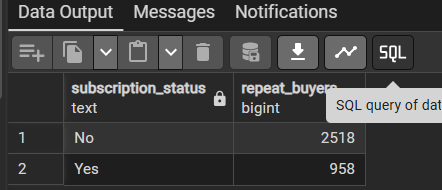 Data Output Messages Notifications
SQL
subscription_status repeat_buyers
text bigint
SQL query of dat
1 No 2518
2 Yes 958